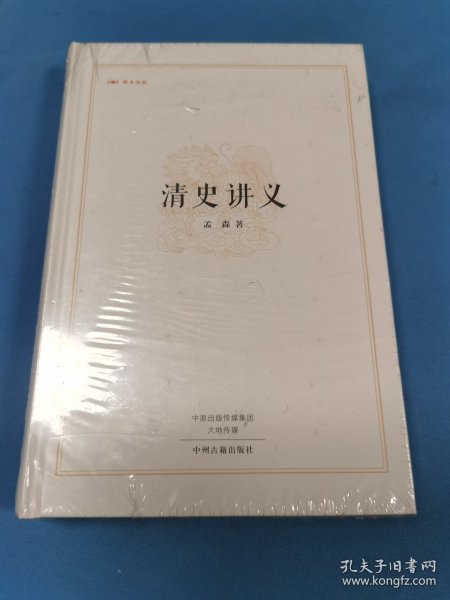 清史讲义
孟 森 著
中原出版传媒集团
大地传媒
中州古籍出版社
孔夫子旧书网
www.kongfz.com